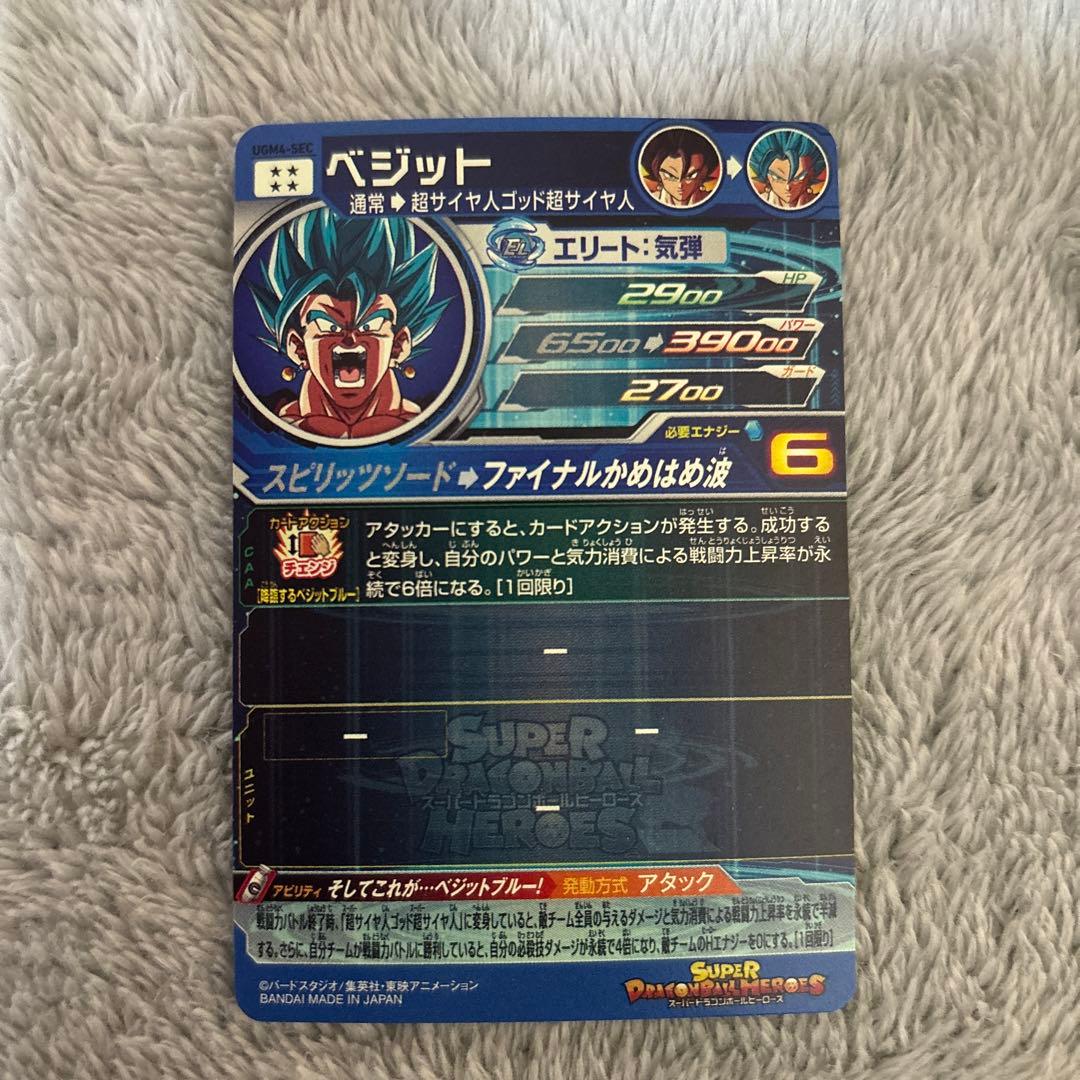 UGM4-SEC
ベジット
通常➡超サイヤ人ゴッド超サイヤ人
エリート:気弾
HP
2900
パワー
6500➡39000
ガード
2700
必要エナジー
6
スピリッツソード➡ファイナルかめはめ波
カードアクション
チェンジ
CAA
[降臨するベジットブルー]
アタッカーにすると、カードアクションが発生する。成功する
と変身し、自分のパワーと気力消費による戦闘力上昇率が永
続で6倍になる。[1回限り]
ー
ユニット
ー
ー
ー
SUPER
DRAGONBALL
スーパードラゴンボールヒーローズ
HEROES
アビリティ そしてこれが…ベジットブルー! 発動方式 アタック
戦闘力バトル終了時、「超サイヤ人ゴッド超サイヤ人」に変身していると、敵チーム全員の与えるダメージと気力消費による戦闘力上昇率を永続で半減
する。さらに、自分チームが戦闘力バトルに勝利していると、自分の必殺技ダメージが永続で4倍になり、敵チームのHエナジーを0にする。[1回限り]
©バードスタジオ/集英社・東映アニメーション
BANDAI MADE IN JAPAN
SUPER
DRAGONBALL HEROES
スーパードラゴンボールヒーローズ